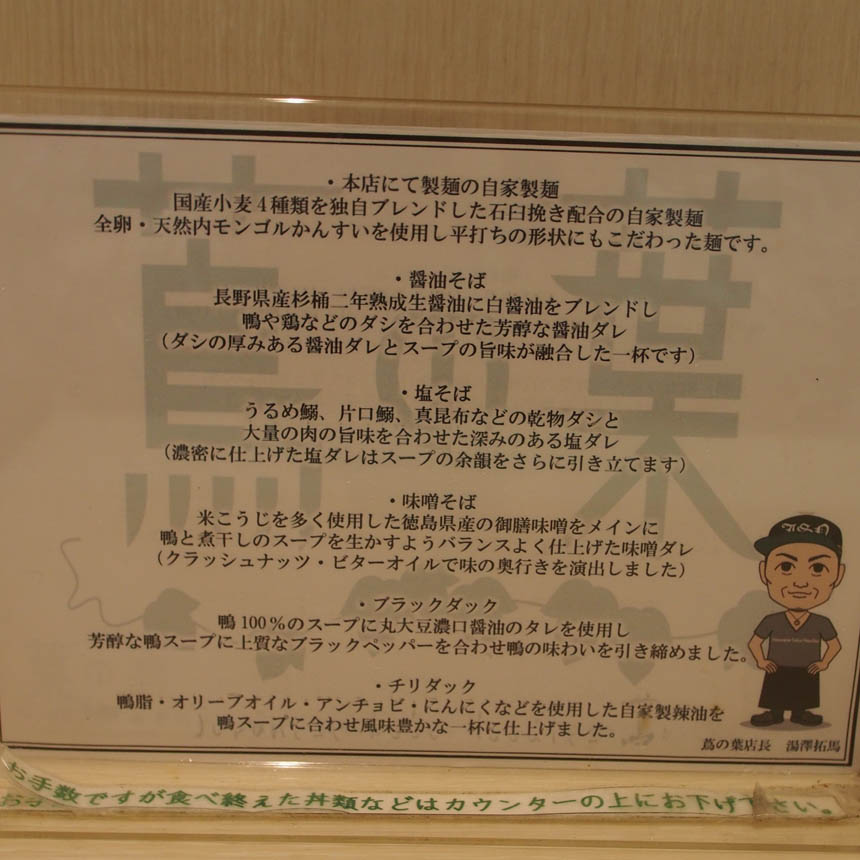 ・本店にて製麺の自家製麺
国産小麦4種類を独自ブレンドした石臼挽き配合の自家製麺
全卵・天然内モンゴルかんすいを使用し平打ちの形状にもこだわった麺です。
・醤油そば
長野県産杉桶二年熟成生醤油に白醤油をブレンドし
鴨や鶏などのダシを合わせた芳醇な醤油ダレ
(ダシの厚みある醤油ダレとスープの旨味が融合した一杯です)
・塩そば
うるめ鰯、片口鰯、真昆布などの乾物ダシと
大量の肉の旨味を合わせた深みのある塩ダレ
(濃密に仕上げた塩ダレはスープの余韻をさらに引き立てます)
・味噌そば
米こうじを多く使用した徳島県産の御膳味噌をメインに
鴨と煮干しのスープを生かすようバランスよく仕上げた味噌ダレ
(クラッシュナッツ・ビターオイルで味の奥行きを演出しました)
・ブラックダック
鴨100%のスープに丸大豆濃口醤油のタレを使用し
芳醇な鴨スープに上質なブラックペッパーを合わせ鴨の味わいを引き締めました。
・チリダック
鴨脂・オリーブオイル・アンチョビ・にんにくなどを使用した自家製辣油を
鴨スープに合わせ風味豊かな一杯に仕上げました。
蔦の葉店長 湯澤拓馬
蔦の葉
お手数ですが食べ終えた丼類などはカウンターの上にお下げ下さい。